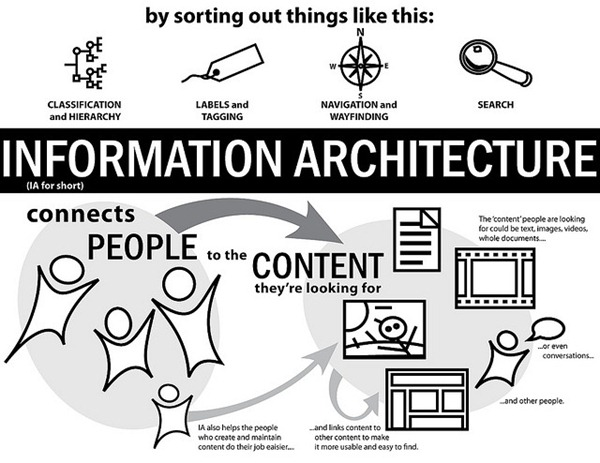 by sorting out things like this:
N
W E
S
CLASSIFICATION
and HIERARCHY
LABELS and
TAGGING
NAVIGATION and
WAYFINDING
SEARCH
INFORMATION ARCHITECTURE
(IA for short)
connects
PEOPLE to the CONTENT
they're looking for
The 'content' people are looking
for could be text, images, videos,
whole documents....
...or even
conversations...
...and other people.
IA also helps the people
who create and maintain
content do their job eaisier....
...and links content to
other content to make
it more usable and easy to find.